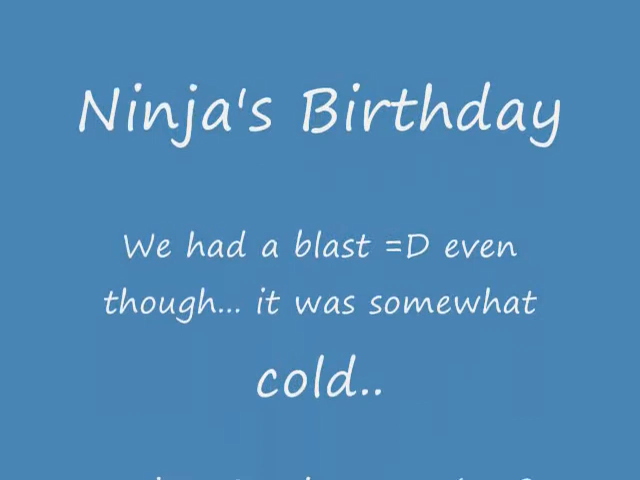 Ninja's Birthday
We had a blast =D even
though... it was somewhat
cold..